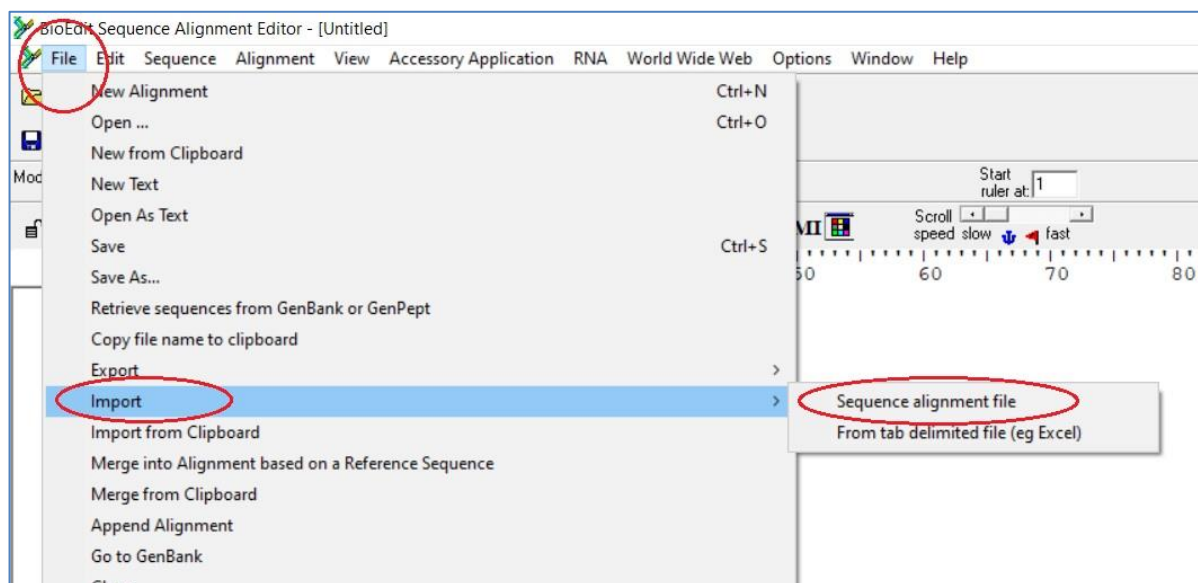 BioEdit Sequence Alignment Editor - [Untitled]
File Edit Sequence Alignment View Accessory Application RNA World Wide Web Options Window Help
New Alignment Ctrl+N
Open ... Ctrl+O
New from Clipboard
New Text
Open As Text
Save Ctrl+S
Save As...
Retrieve sequences from GenBank or GenPept
Copy file name to clipboard
Export
Import
Import from Clipboard
Merge into Alignment based on a Reference Sequence
Merge from Clipboard
Append Alignment
Go to GenBank
Sequence alignment file
From tab delimited file (eg Excel)
Start
ruler at: 1
Scroll
speed slow fast
60 70 80